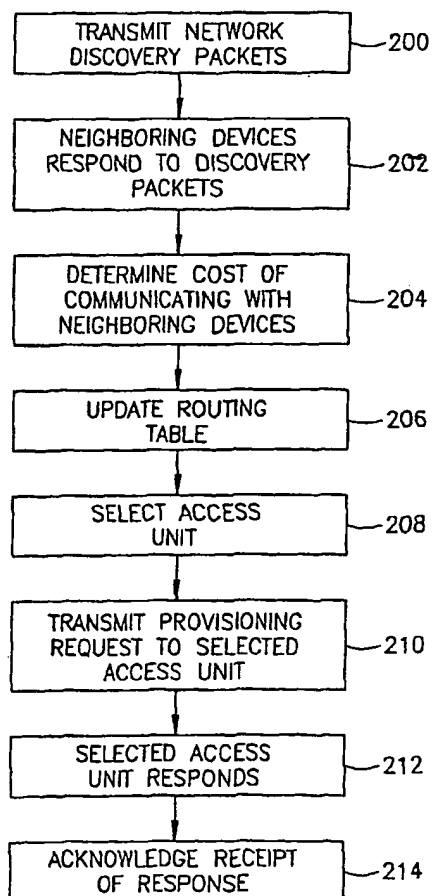 TRANSMIT NETWORK
DISCOVERY PACKETS
200
NEIGHBORING DEVICES
RESPOND TO DISCOVERY
PACKETS
202
DETERMINE COST OF
COMMUNICATING WITH
NEIGHBORING DEVICES
204
UPDATE ROUTING
TABLE
206
SELECT ACCESS
UNIT
208
TRANSMIT PROVISIONING
REQUEST TO SELECTED
ACCESS UNIT
210
SELECTED ACCESS
UNIT RESPONDS
212
ACKNOWLEDGE RECEIPT
OF RESPONSE
214